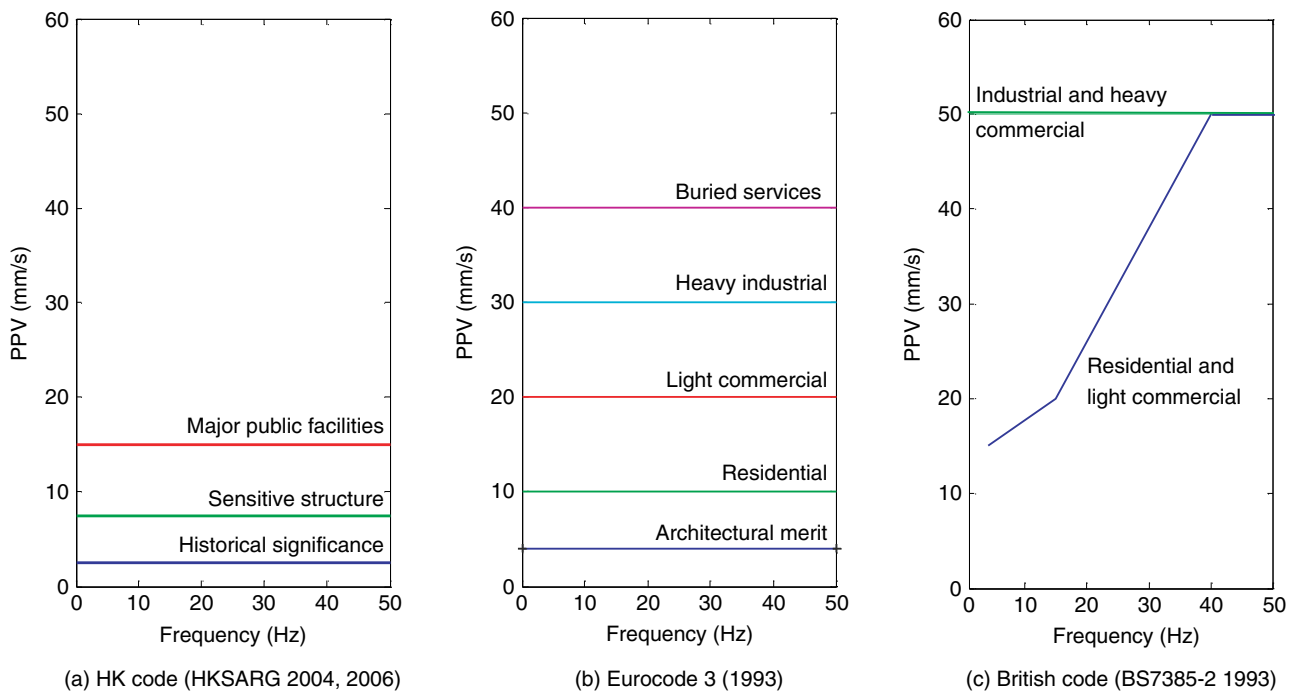 60
50
40
30
20
10
0
PPV (mm/s)
Major public facilities
Sensitive structure
Historical significance
0 10 20 30 40 50
Frequency (Hz)
(a) HK code (HKSARG 2004, 2006)
60
50
40
30
20
10
0
PPV (mm/s)
Buried services
Heavy industrial
Light commercial
Residential
Architectural merit
0 10 20 30 40 50
Frequency (Hz)
(b) Eurocode 3 (1993)
60
50
40
30
20
10
0
PPV (mm/s)
Industrial and heavy
commercial
Residential and
light commercial
0 10 20 30 40 50
Frequency (Hz)
(c) British code (BS7385-2 1993)